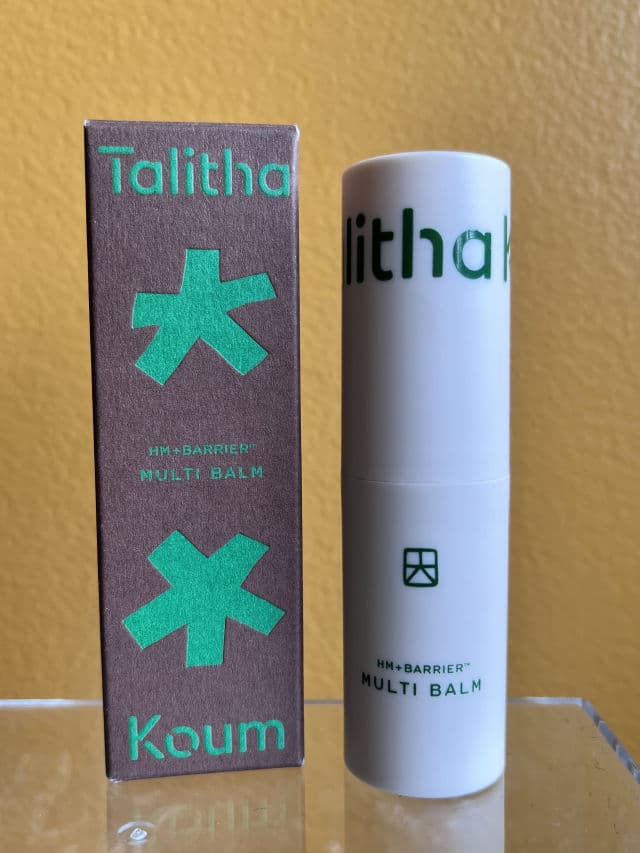 Talitha
HM+BARRIER™
MULTI BALM
Koum
litha
HM+BARRIER™
MULTI BALM